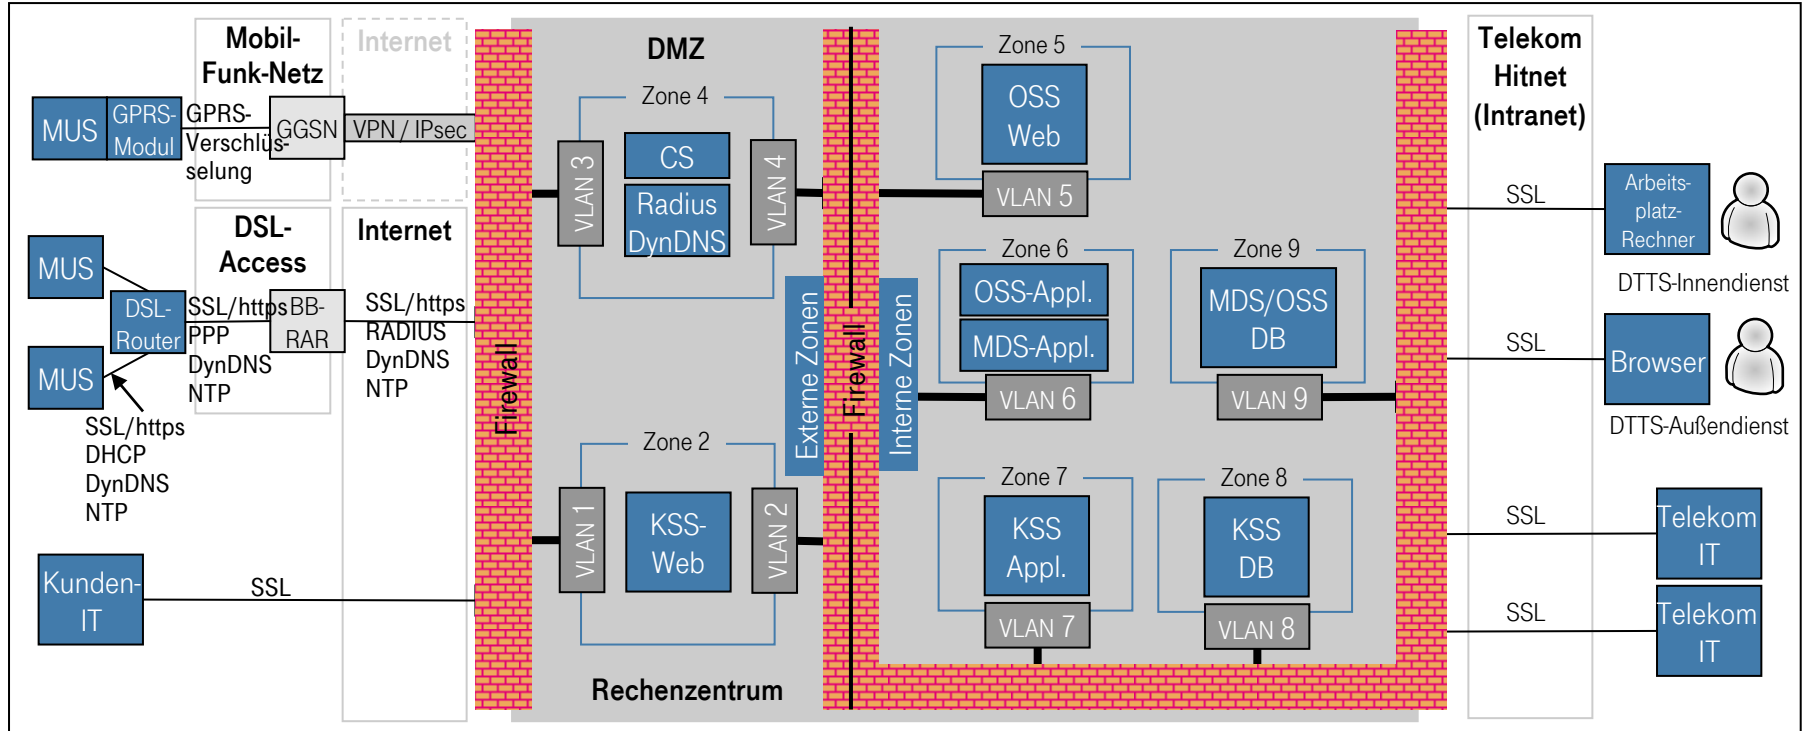 Mobil-
Funk-Netz
Internet
MUS
GPRS-
Modul
GPRS-
Verschlüs-
selung
GGSN
VPN / IPsec
DSL-
Access
Internet
MUS
DSL-
Router
MUS
SSL/https
PPP
DynDNS
NTP
BB-
RAR
SSL/https
RADIUS
DynDNS
NTP
SSL/https
DHCP
DynDNS
NTP
Kunden-
IT
SSL
Firewall
DMZ
Zone 4
VLAN 3
CS
Radius
DynDNS
VLAN 4
Zone 2
VLAN 1
KSS-
Web
VLAN 2
Rechenzentrum
Externe Zonen
Firewall
Interne Zonen
Zone 5
OSS
Web
VLAN 5
Zone 6
OSS-Appl.
MDS-Appl.
VLAN 6
Zone 9
MDS/OSS
DB
VLAN 9
Zone 7
KSS
Appl.
VLAN 7
Zone 8
KSS
DB
VLAN 8
Telekom
Hitnet
(Intranet)
SSL
Arbeits-
platz-
Rechner
DTTS-Innendienst
SSL
Browser
DTTS-Außendienst
SSL
Telekom
IT
SSL
Telekom
IT